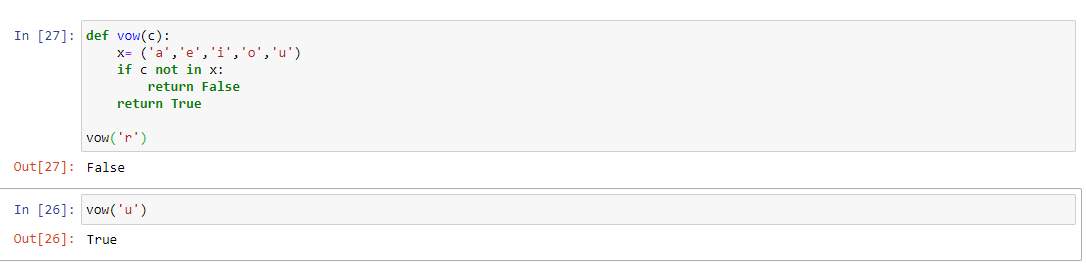 In [27]: def vow(c):
    x= ('a','e','i','o','u')
    if c not in x:
        return False
    return True
vow('r')
Out[27]: False
In [26]: vow('u')
Out[26]: True